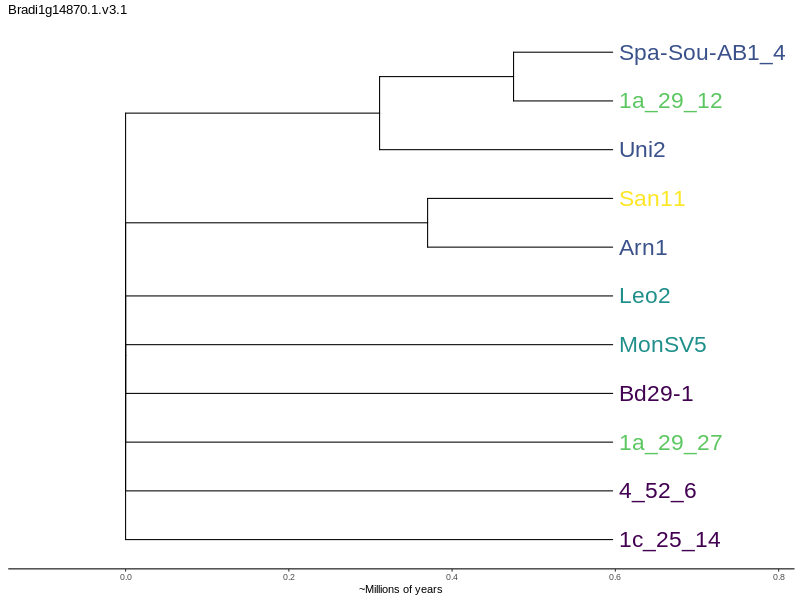 Bradi1g14870.1.v3.1
Spa-Sou-AB1_4
1a_29_12
Uni2
San11
Arn1
Leo2
MonSV5
Bd29-1
1a_29_27
4_52_6
1c_25_14
0.0 0.2 0.4 0.6 0.8
~Millions of years